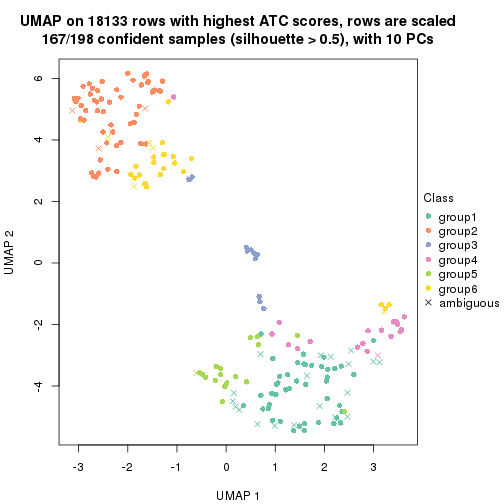 UMAP on 18133 rows with highest ATC scores, rows are scaled
167/198 confident samples (silhouette > 0.5), with 10 PCs
6
4
2
0
-2
-4
UMAP 2
-3
-2
-1
0
1
2
3
UMAP 1
Class
group1
group2
group3
group4
group5
group6
ambiguous